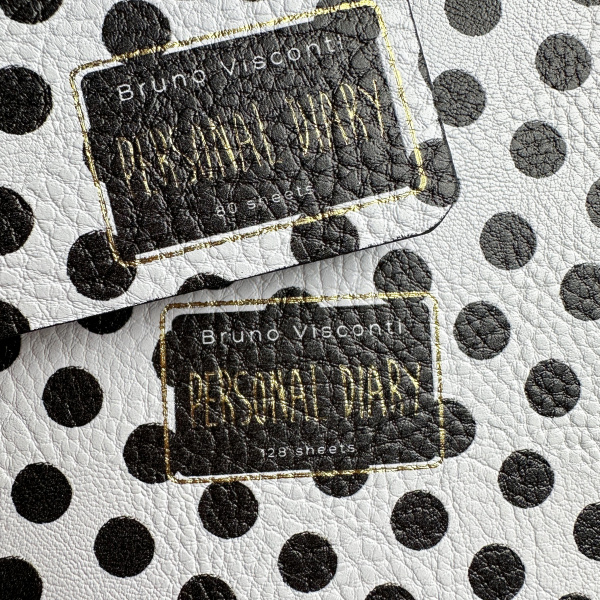 Bruno Visconti
PERSONAL DIARY
80 sheets
Bruno Visconti
PERSONAL DIARY
128 sheets